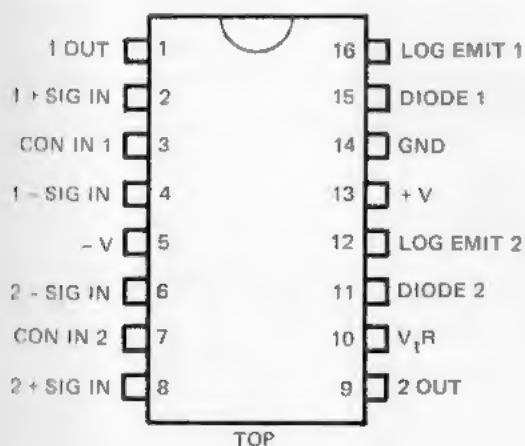 1 OUT 1 16 LOG EMIT 1
1 + SIG IN 2 15 DIODE 1
CON IN 1 3 14 GND
1 – SIG IN 4 13 + V
– V 5 12 LOG EMIT 2
2 – SIG IN 6 11 DIODE 2
CON IN 2 7 10 VtR
2 + SIG IN 8 9 2 OUT
TOP